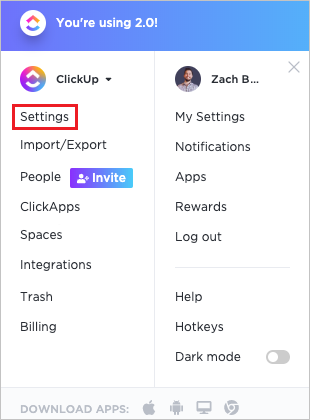 You're using 2.0!
ClickUp
Settings
Import/Export
People Invite
ClickApps
Spaces
Integrations
Trash
Billing
Zach B...
My Settings
Notifications
Apps
Rewards
Log out
Help
Hotkeys
Dark mode
DOWNLOAD APPS: